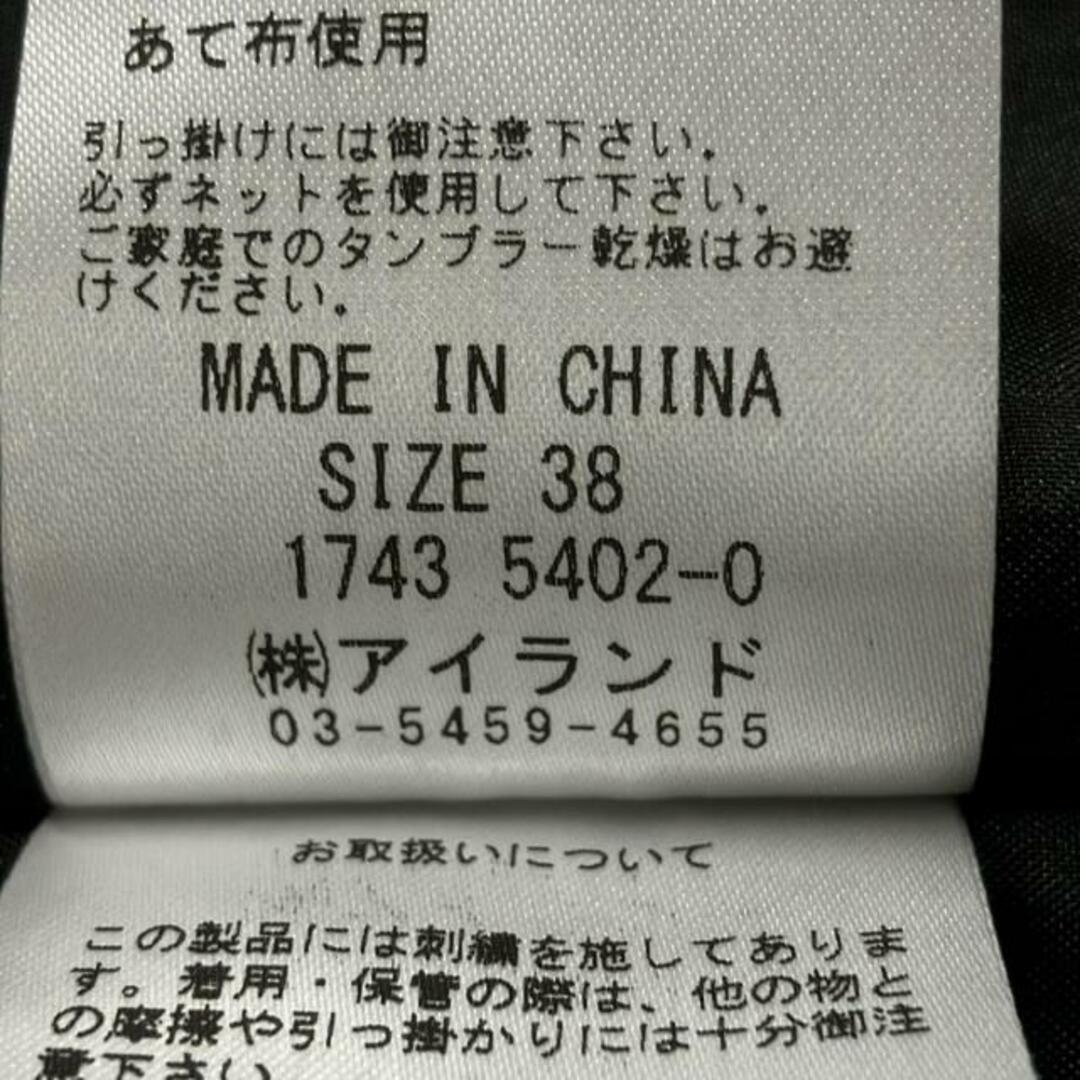 あて布使用
引っ掛けには御注意下さい.
必ずネットを使用して下さい.
ご家庭でのタンブラー乾燥はお避
けください.
MADE IN CHINA
SIZE 38
1743 5402-0
㈱アイランド
03-5459-4655
お取扱いについて
この製品には刺繍を施してありま
す。着用・保管の際は、他の物と
の摩擦や引っ掛かりには十分御注
意下さい